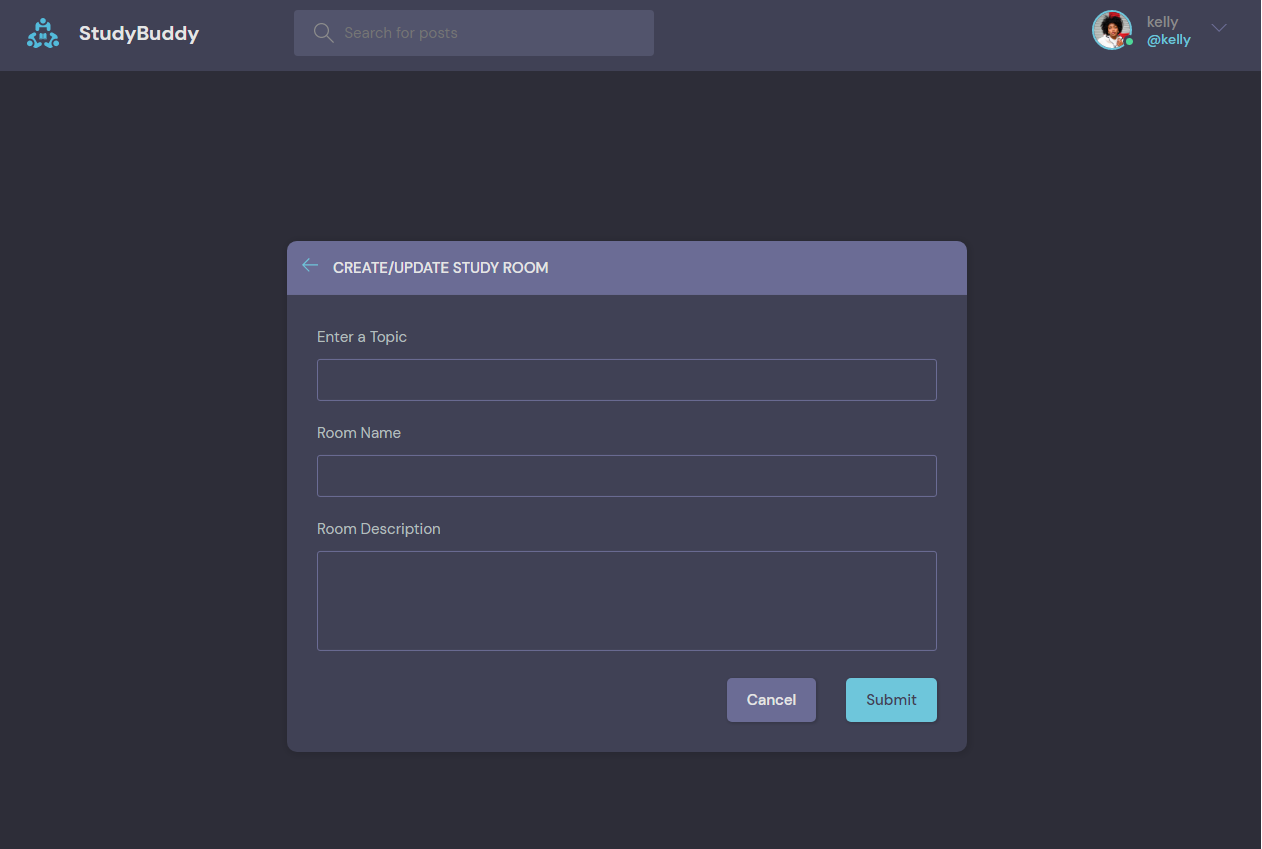 StudyBuddy
Search for posts
kelly
@kelly
CREATE/UPDATE STUDY ROOM
Enter a Topic
Room Name
Room Description
Cancel
Submit